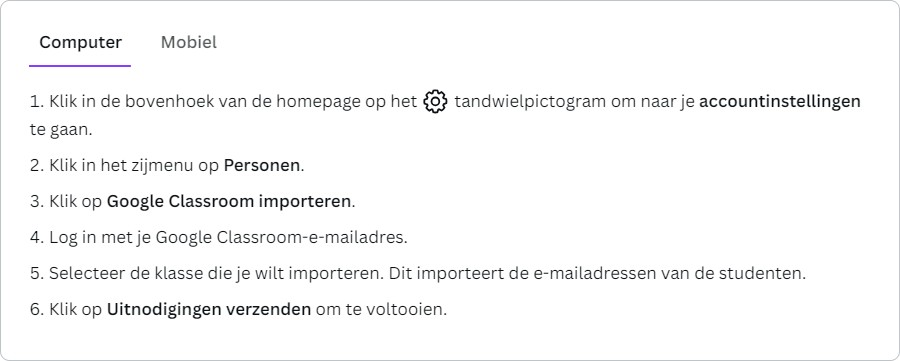 Computer Mobiel
1. Klik in de bovenhoek van de homepage op het tandwielpictogram om naar je accountinstellingen
te gaan.
2. Klik in het zijmenu op Personen.
3. Klik op Google Classroom importeren.
4. Log in met je Google Classroom-e-mailadres.
5. Selecteer de klasse die je wilt importeren. Dit importeert de e-mailadressen van de studenten.
6. Klik op Uitnodigingen verzenden om te voltooien.